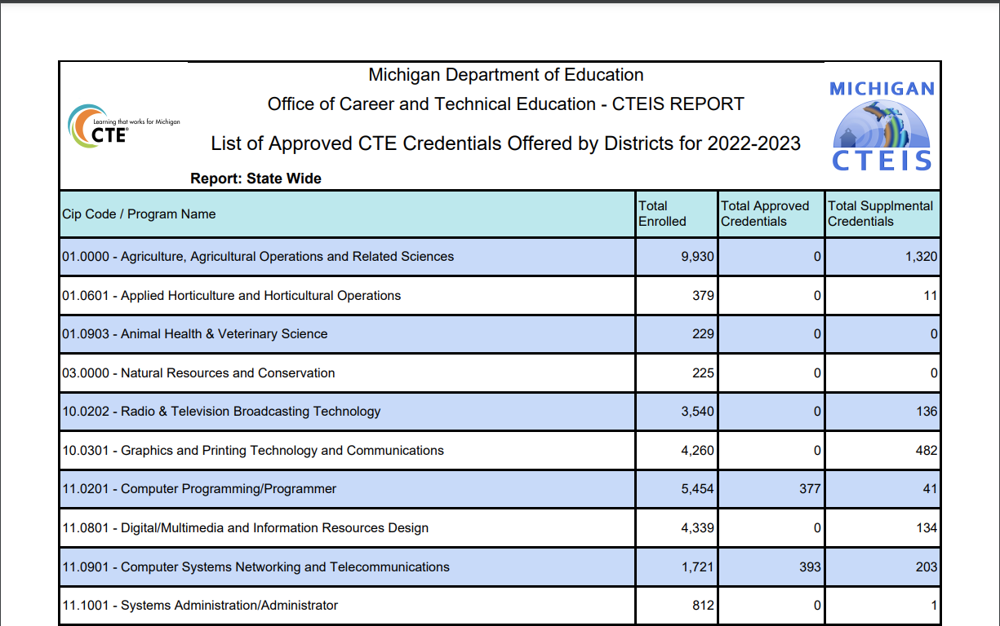 Michigan Department of Education
Office of Career and Technical Education - CTEIS REPORT
List of Approved CTE Credentials Offered by Districts for 2022-2023
Report: State Wide
Learning that works for Michigan
CTE®
MICHIGAN
CTEIS
Cip Code / Program Name Total Enrolled Total Approved Credentials Total Supplmental Credentials
01.0000 - Agriculture, Agricultural Operations and Related Sciences 9,930 0 1,320
01.0601 - Applied Horticulture and Horticultural Operations 379 0 11
01.0903 - Animal Health & Veterinary Science 229 0 0
03.0000 - Natural Resources and Conservation 225 0 0
10.0202 - Radio & Television Broadcasting Technology 3,540 0 136
10.0301 - Graphics and Printing Technology and Communications 4,260 0 482
11.0201 - Computer Programming/Programmer 5,454 377 41
11.0801 - Digital/Multimedia and Information Resources Design 4,339 0 134
11.0901 - Computer Systems Networking and Telecommunications 1,721 393 203
11.1001 - Systems Administration/Administrator 812 0 1